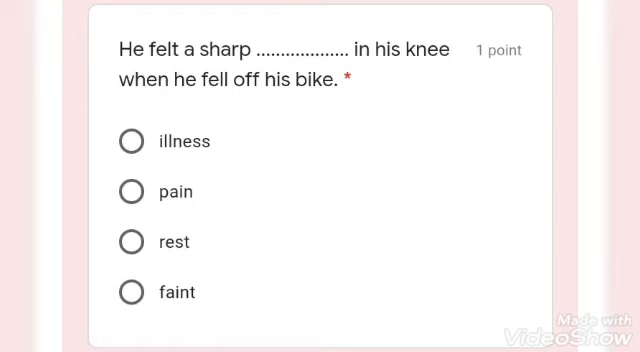 He felt a sharp ................... in his knee 1 point
when he fell off his bike. *
illness
pain
rest
faint
Made with
VideoShow